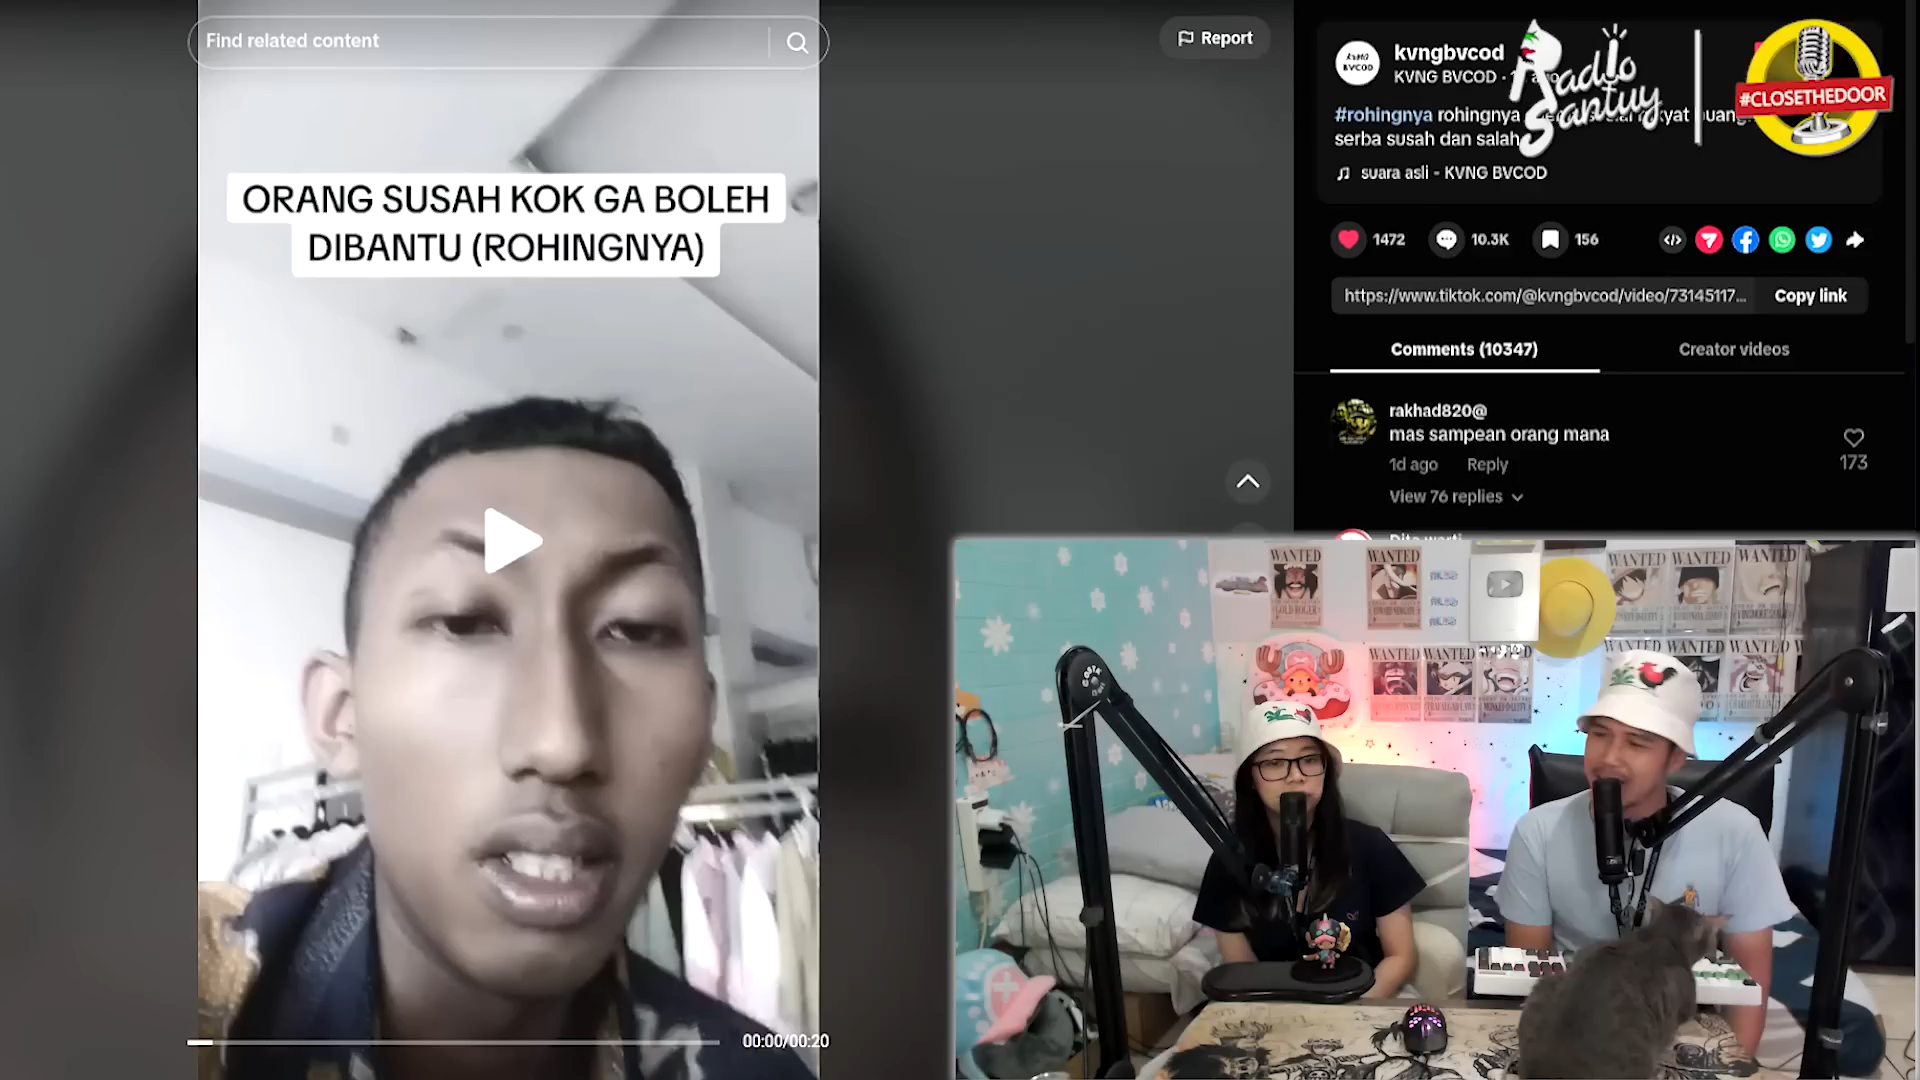 Find related content
Report
ORANG SUSAH KOK GA BOLEH
DIBANTU (ROHINGNYA)
00:00/00:20
kvngbvcod
KVNG BVCOD
#rohingnya rohingnya
serba susah dan salah
suara asli - KVNG BVCOD
Radio
Santuy
#CLOSETHEDOOR
1472
10.3K
156
https://www.tiktok.com/@kvngbvcod/video/73145117...
Copy link
Comments (10347)
Creator videos
rakhad820@
mas sampean orang mana
1d ago
Reply
173
View 76 replies
WANTED
WANTED
WANTED WANTED WANTED
GOLD ROGER
WANTED WANTED WANTED
WANTED WANTED WANTED